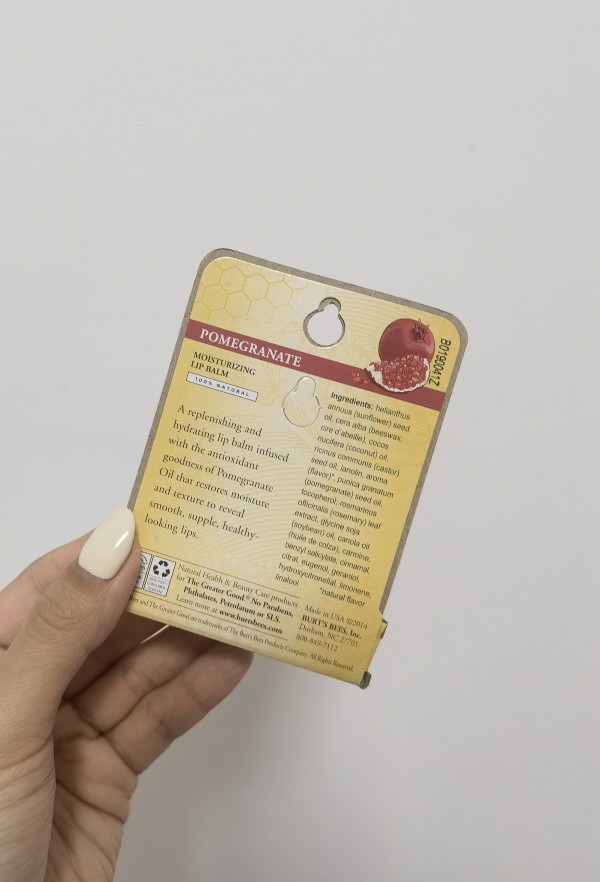 POMEGRANATE
MOISTURIZING
LIP BALM
100% NATURAL
A replenishing and
hydrating lip balm infused
with the antioxidant
goodness of Pomegranate
Oil that restores moisture
and texture to reveal
smooth, supple, healthy-
looking lips.
B0190041Z
Ingredients: helianthus
annuus (sunflower) seed
oil, cera alba (beeswax,
cire d'abeille), cocos
nucifera (coconut) oil,
ricinus communis (castor)
seed oil, lanolin, aroma
(flavor)*, punica granatum
(pomegranate) seed oil,
tocopherol, rosmarinus
officinalis (rosemary) leaf
extract, glycine soja
(soybean) oil, canola oil
(huile de colza), carmine,
benzyl salicylate, cinnamal,
citral, eugenol, geraniol,
hydroxycitronellal, limonene,
linalool
*natural flavor
Natural Health & Beauty Care products
for The Greater Good.® No Parabens,
Phthalates, Petrolatum or SLS.
Learn more at www.burtsbees.com
Made in USA ©2014
BURT'S BEES, Inc.
Durham, NC 27701
800-849-7112
and The Greater Good are trademarks of The Burt's Bees Products Company. All Rights Reserved.